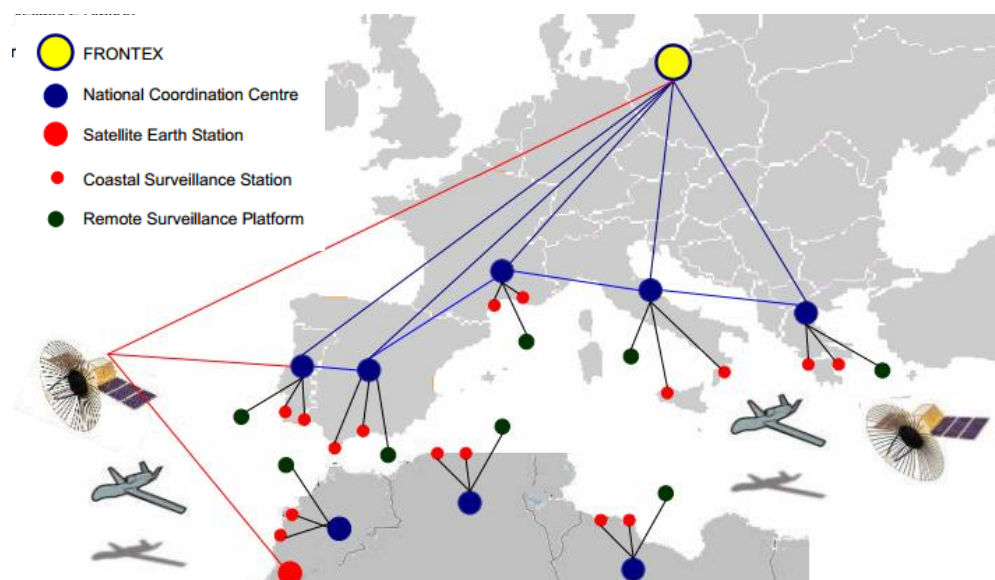 r
FRONTEX
National Coordination Centre
Satellite Earth Station
Coastal Surveillance Station
Remote Surveillance Platform